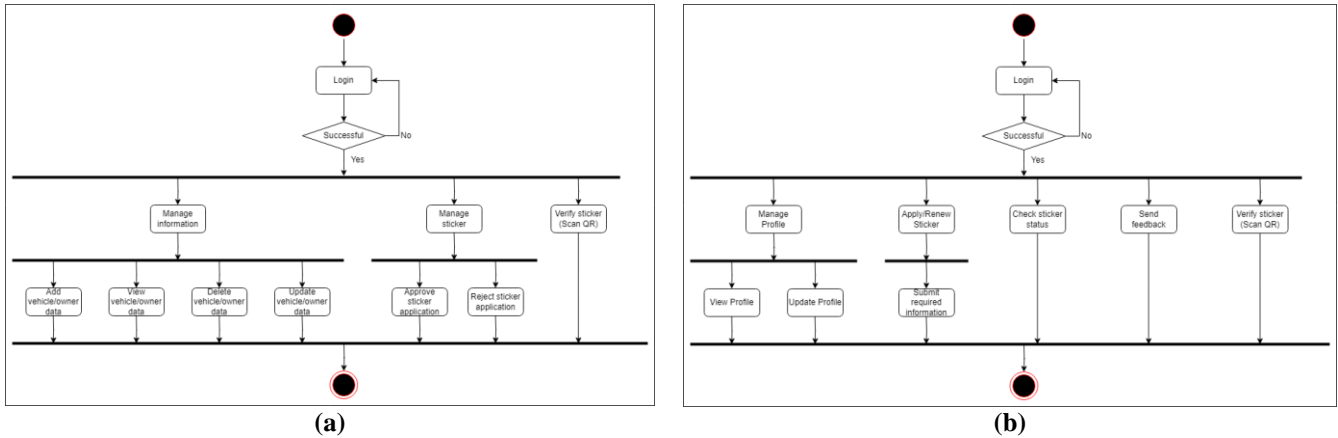 Login
Successful
No
Yes
Manage
information
Manage
sticker
Verify sticker
(Scan QR)
Add
vehicle/owner
data
View
vehicle/owner
data
Delete
vehicle/owner
data
Update
vehicle/owner
data
Approve
sticker
application
Reject sticker
application
(a)
Login
Successful
No
Yes
Manage
Profile
Apply/Renew
Sticker
Check sticker
status
Send
feedback
Verify sticker
(Scan QR)
View Profile
Update Profile
Submit
required
information
(b)